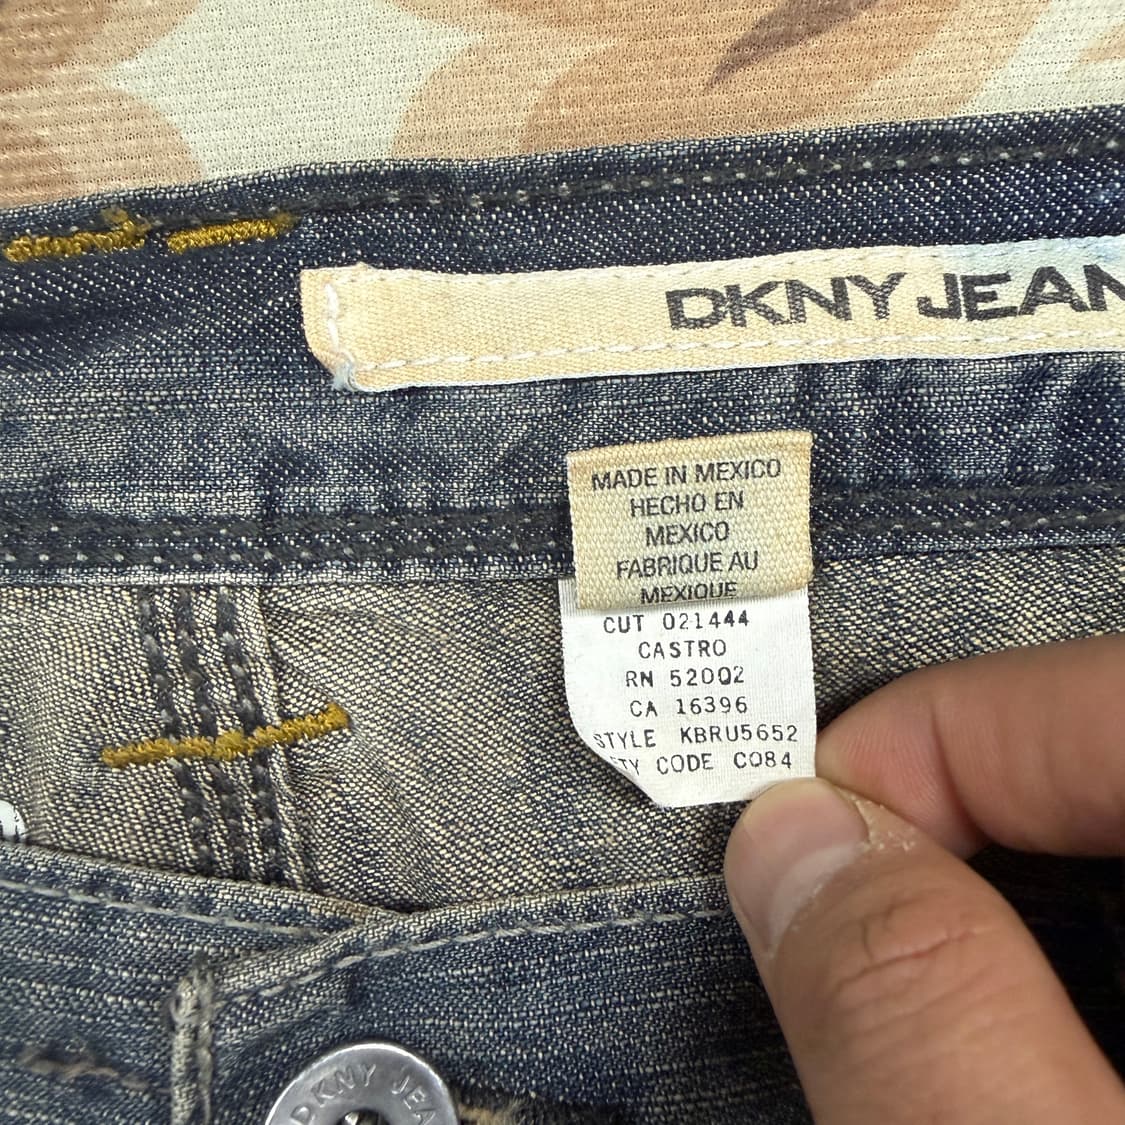 DKNY JEAN
MADE IN MEXICO
HECHO EN
MEXICO
FABRIQUE AU
MEXIQUE
CUT 021444
CASTRO
RN 52002
CA 16396
STYLE KBRU5652
TY CODE C084
DKNY JEA